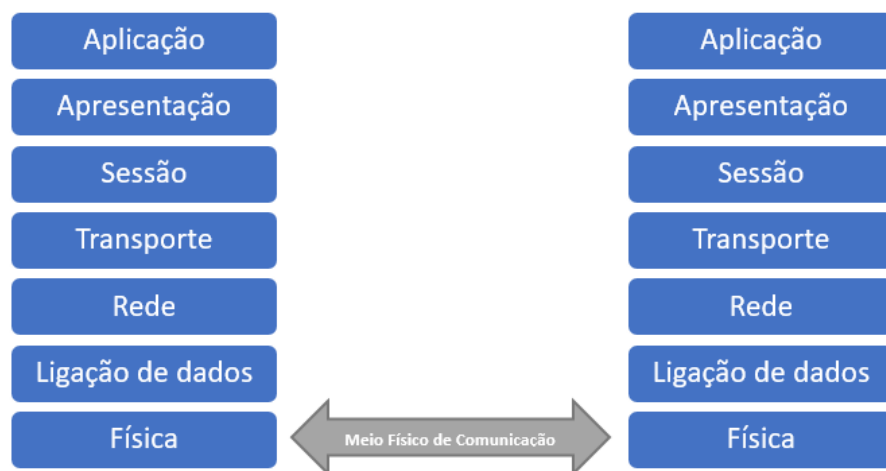 Aplicação
Aplicação
Apresentação
Apresentação
Sessão
Sessão
Transporte
Transporte
Rede
Rede
Ligação de dados
Ligação de dados
Física
Meio Físico de Comunicação
Física